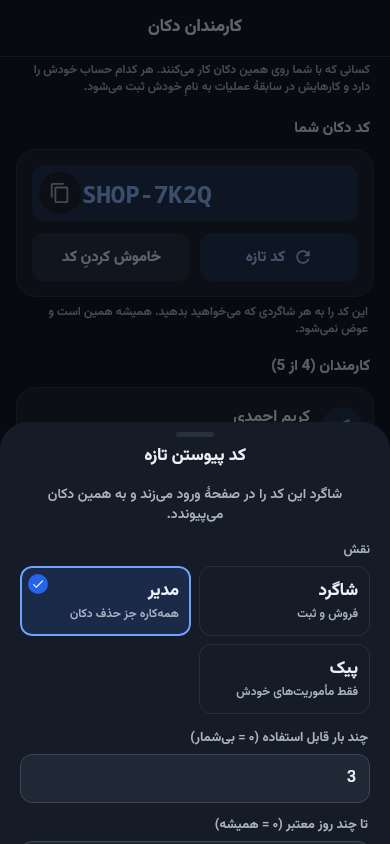 کارمندان دکان
کسانی که با شما روی همین دکان کار می‌کنند. هر کدام حساب خودش را
دارد و کارهایش در سابقهٔ عملیات به نامِ خودش ثبت می‌شود.
کد دکان شما
SHOP-7K2Q
کد تازه
خاموش کردنِ کد
این کد را به هر شاگردی که می‌خواهید بدهید. همیشه همین است و
عوض نمی‌شود.
کارمندان (4 از 5)
کریم احمدی
کد پیوستن تازه
شاگرد این کد را در صفحهٔ ورود می‌زند و به همین دکان
می‌پیوندد.
نقش
شاگرد
فروش و ثبت
مدیر
همه‌کاره جز حذف دکان
پیک
فقط مأموریت‌های خودش
چند بار قابل استفاده (۰ = بی‌شمار)
3
تا چند روز معتبر (۰ = همیشه)